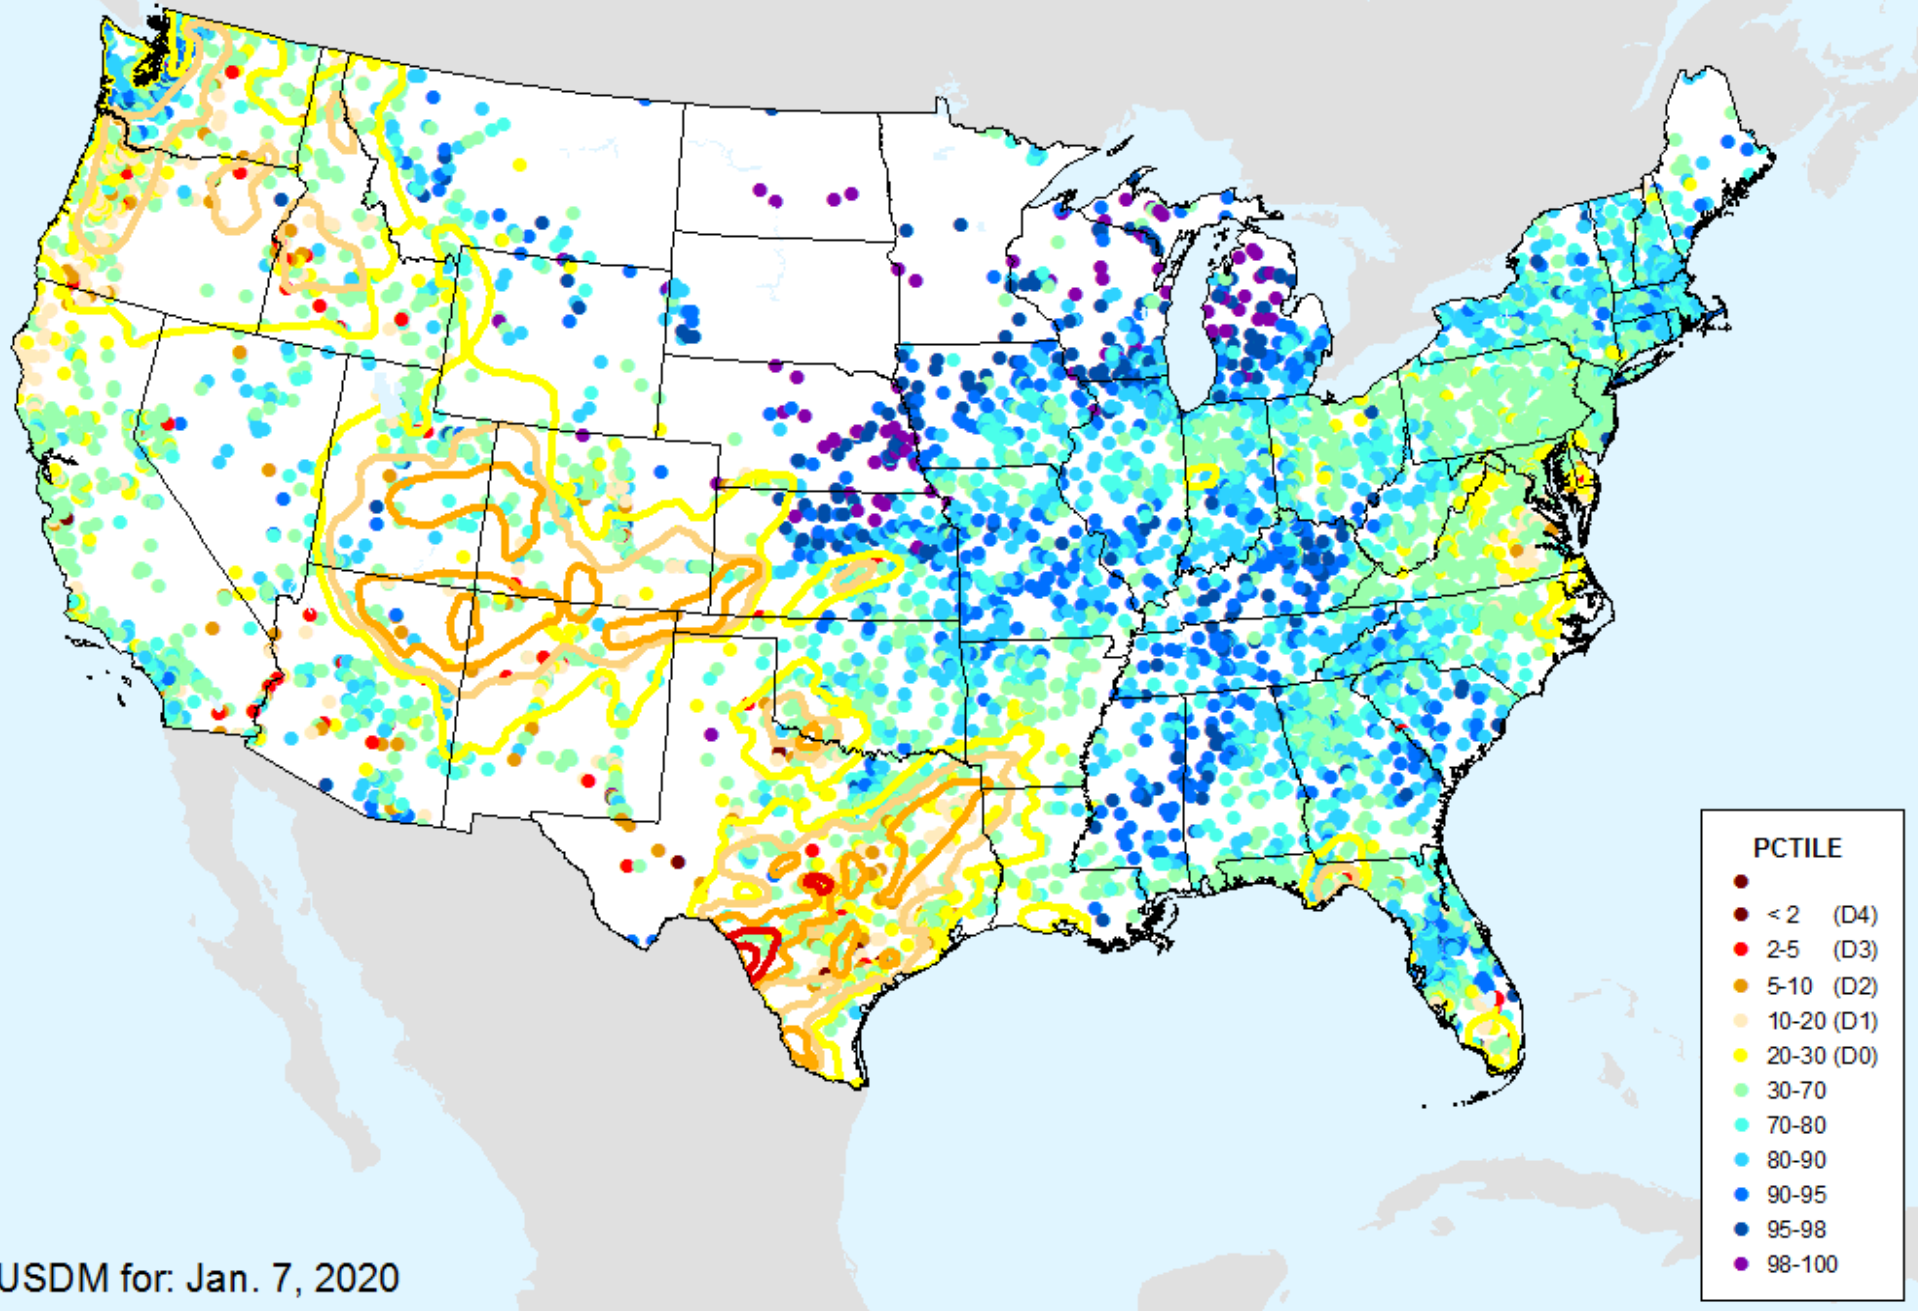 PCTILE
< 2 (D4)
2-5 (D3)
5-10 (D2)
10-20 (D1)
20-30 (D0)
30-70
70-80
80-90
90-95
95-98
98-100
USDM for: Jan. 7, 2020